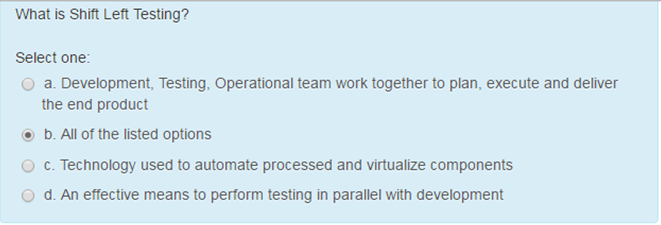 What is Shift Left Testing?
Select one:
a. Development, Testing, Operational team work together to plan, execute and deliver
the end product
b. All of the listed options
c. Technology used to automate processed and virtualize components
d. An effective means to perform testing in parallel with development